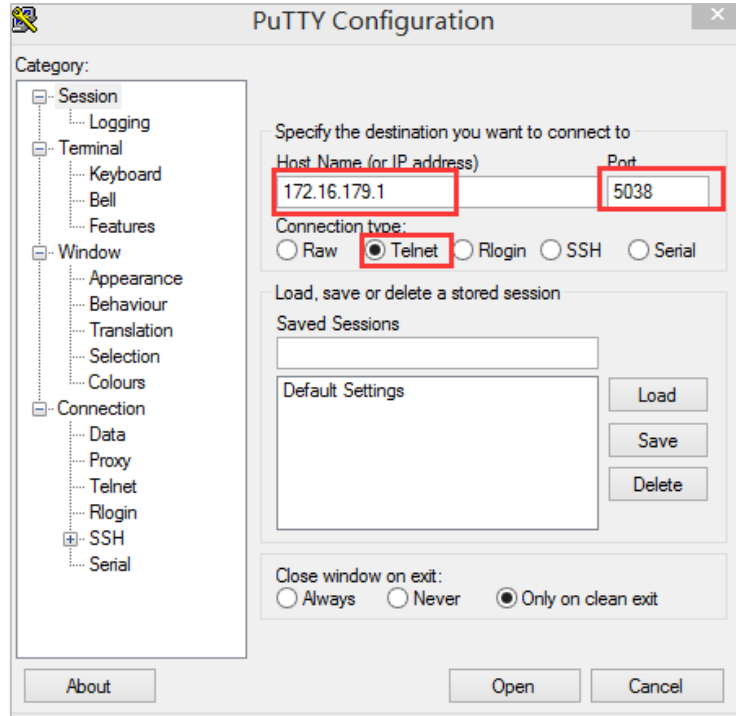 PuTTY Configuration
Category:
Session
Logging
Terminal
Keyboard
Bell
Features
Window
Appearance
Behaviour
Translation
Selection
Colours
Connection
Data
Proxy
Telnet
Rlogin
SSH
Serial
Specify the destination you want to connect to
Host Name (or IP address) Port
172.16.179.1 5038
Connection type:
Raw Telnet Rlogin SSH Serial
Load, save or delete a stored session
Saved Sessions
Default Settings
Load
Save
Delete
Close window on exit:
Always Never Only on clean exit
About Open Cancel